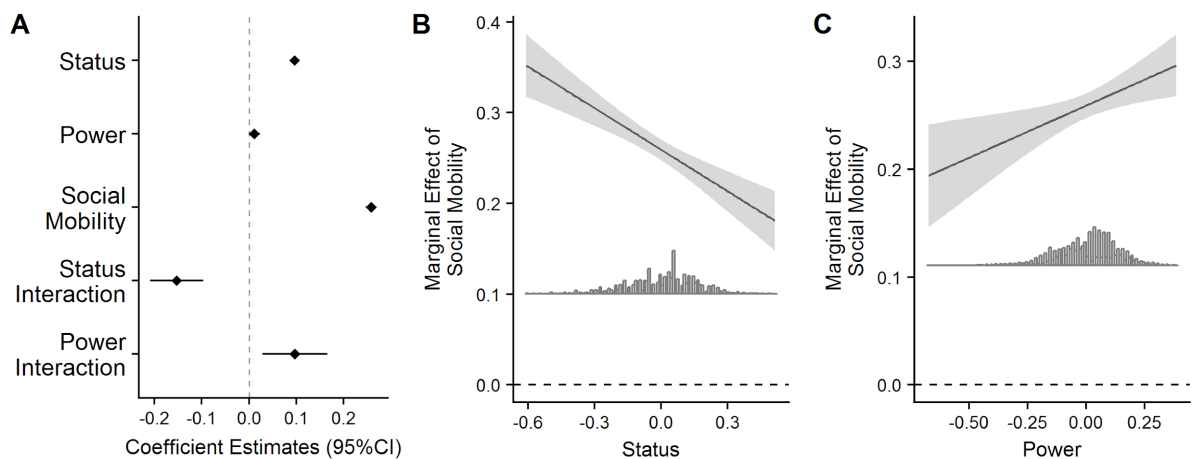 A
Status
Power
Social
Mobility
Status
Interaction
Power
Interaction
-0.2 -0.1 0.0 0.1 0.2
Coefficient Estimates (95%CI)
B
Marginal Effect of
Social Mobility
0.4
0.3
0.2
0.1
0.0
-0.6 -0.3 0.0 0.3
Status
C
Marginal Effect of
Social Mobility
0.3
0.2
0.1
0.0
-0.50 -0.25 0.00 0.25
Power